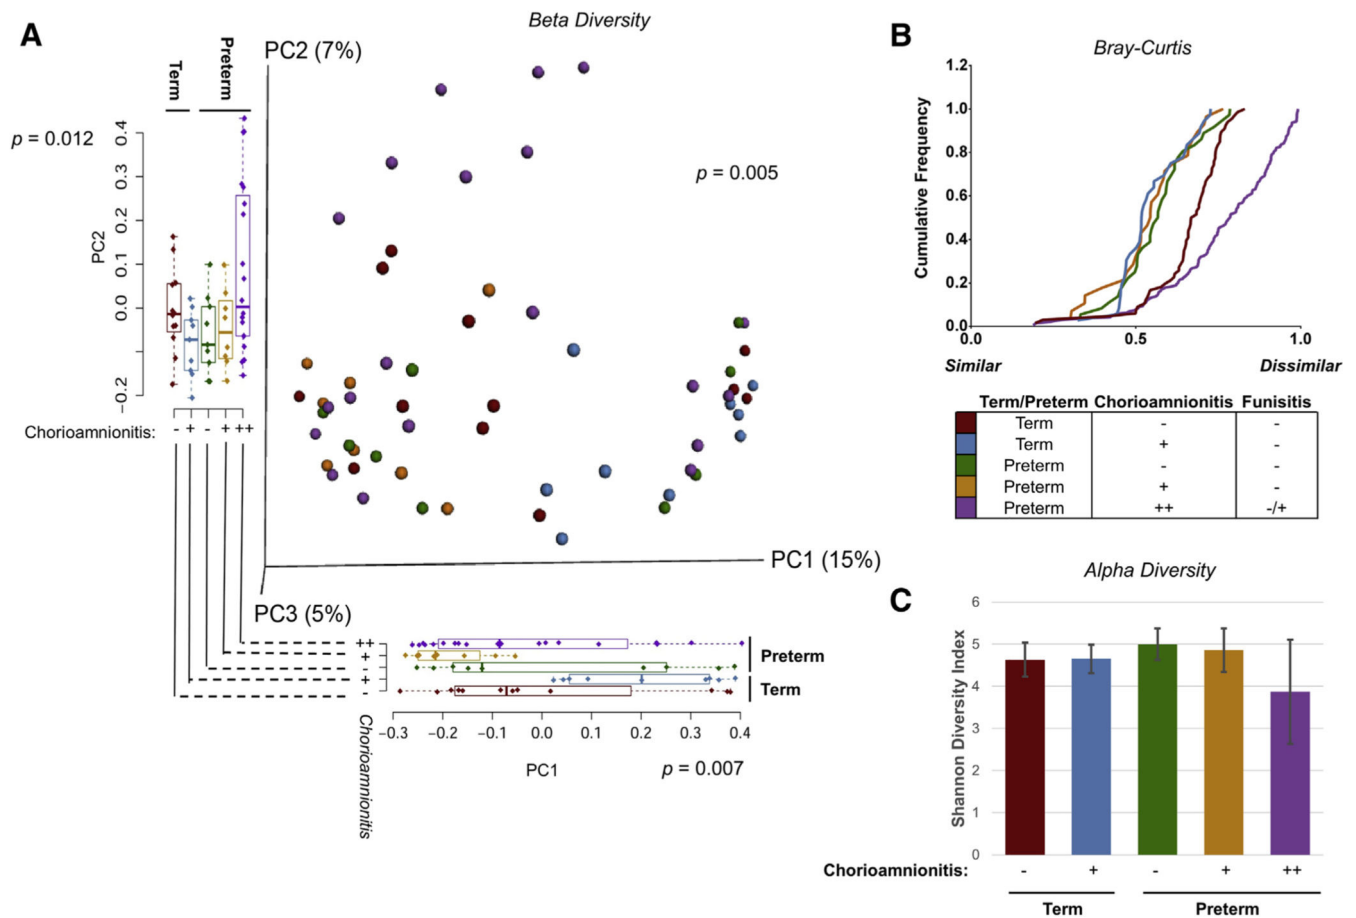 A
Beta Diversity
Term
Preterm
p = 0.012
PC2 (7%)
p = 0.005
PC2
0.4
0.3
0.2
0.1
0.0
−0.2
Chorioamnionitis: - + - + ++
PC1 (15%)
PC3 (5%)
++
+
-
+
-
Preterm
Term
Chorioamnionitis
−0.3 −0.2 −0.1 0.0 0.1 0.2 0.3 0.4
PC1
p = 0.007
B
Bray-Curtis
Cumulative Frequency
1.2
1.0
0.8
0.6
0.4
0.2
0.0
0.0 0.5 1.0
Similar Dissimilar
Term/Preterm Chorioamnionitis Funisitis
Term - -
Term + -
Preterm - -
Preterm + -
Preterm ++ -/+
C
Alpha Diversity
Shannon Diversity Index
6
5
4
3
2
1
0
Chorioamnionitis: - + - + ++
Term Preterm